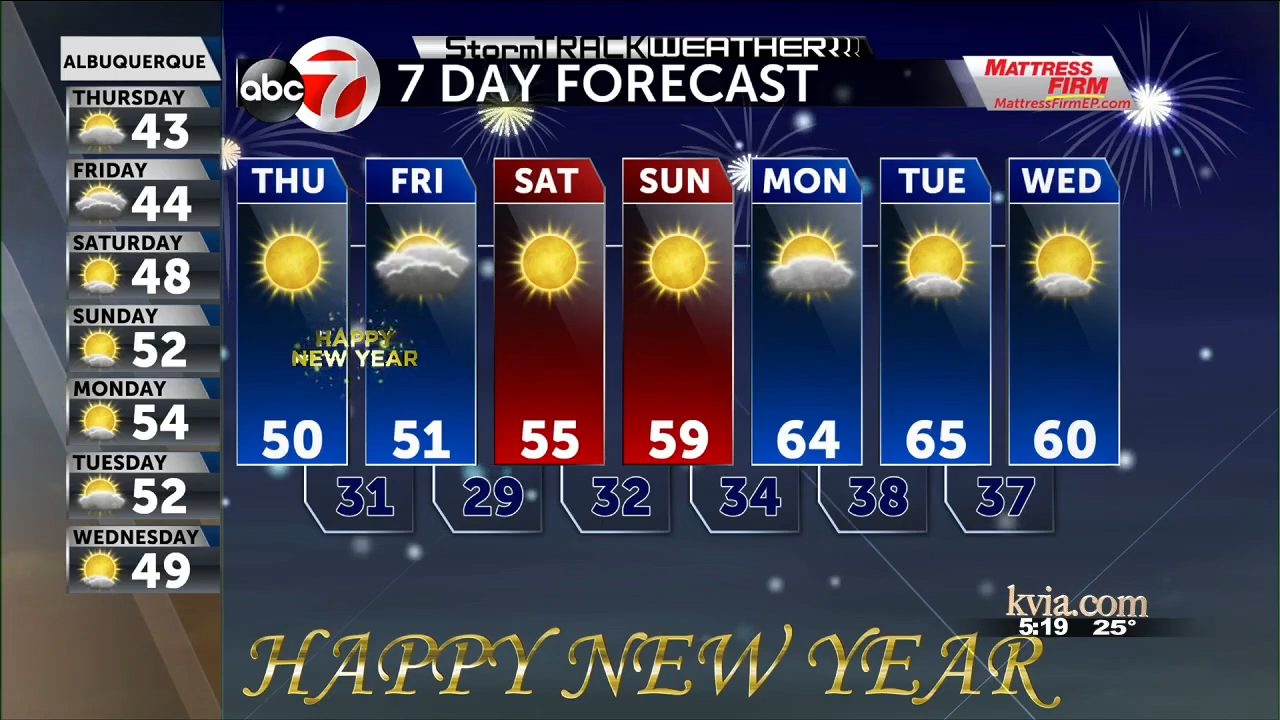 ALBUQUERQUE
THURSDAY
43
FRIDAY
44
SATURDAY
48
SUNDAY
52
MONDAY
54
TUESDAY
52
WEDNESDAY
49
StormTRACKWEATHER
abc 7
7 DAY FORECAST
MATTRESS
FIRM
MattressFirmEP.com
THU FRI SAT SUN MON TUE WED
HAPPY
NEW YEAR
50 51 55 59 64 65 60
31 29 32 34 38 37
kvia.com
5:19 25°
HAPPY NEW YEAR